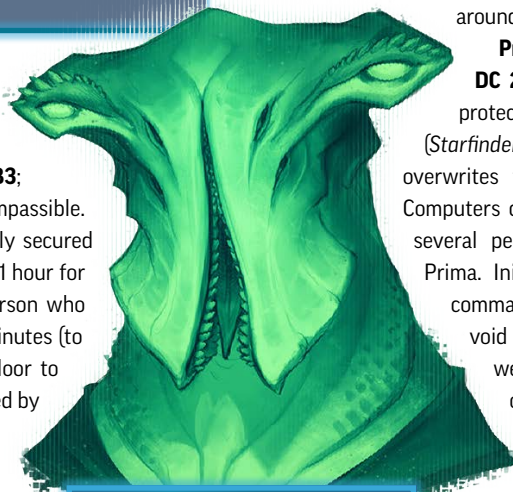 mpassible.
ly secured
1 hour for
rson who
inutes (to
loor to
ed by
around
Pr
DC 2
protec
(Starfinder
overwrites
Computers
several pe
Prima. Ini
comma
void
we